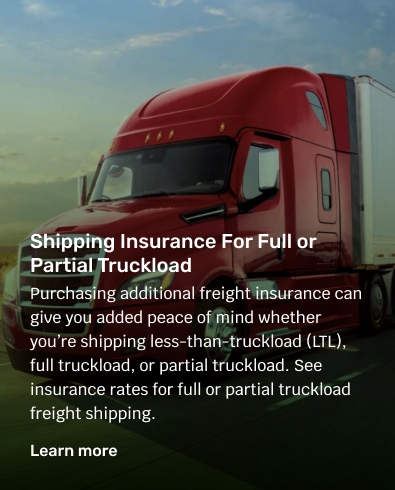 Shipping Insurance For Full or
Partial Truckload
Purchasing additional freight insurance can
give you added peace of mind whether
you're shipping less-than-truckload (LTL),
full truckload, or partial truckload. See
insurance rates for full or partial truckload
freight shipping.
Learn more